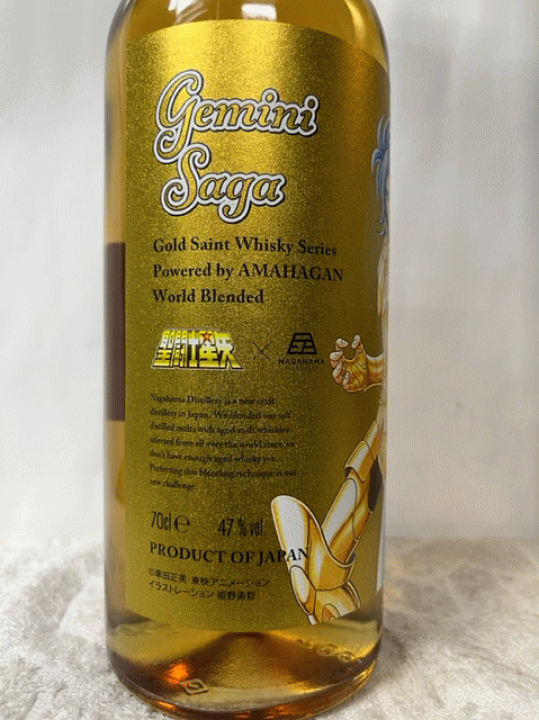 Gemini
Saga
Gold Saint Whisky Series
Powered by AMAHAGAN
World Blended
聖闘士星矢 × NAGAHAMA
Nagahama Distillery is a new craft
distillery in Japan. We blended our self
distilled malts with aged malt whiskies
selected from all over the world since we
don't have enough aged whisky yet.
Perfecting this blending technique is our
new challenge.
70cl ℮ 47 % vol
PRODUCT OF JAPAN
©車田正美・東映アニメーション
イラストレーション 姫野美智